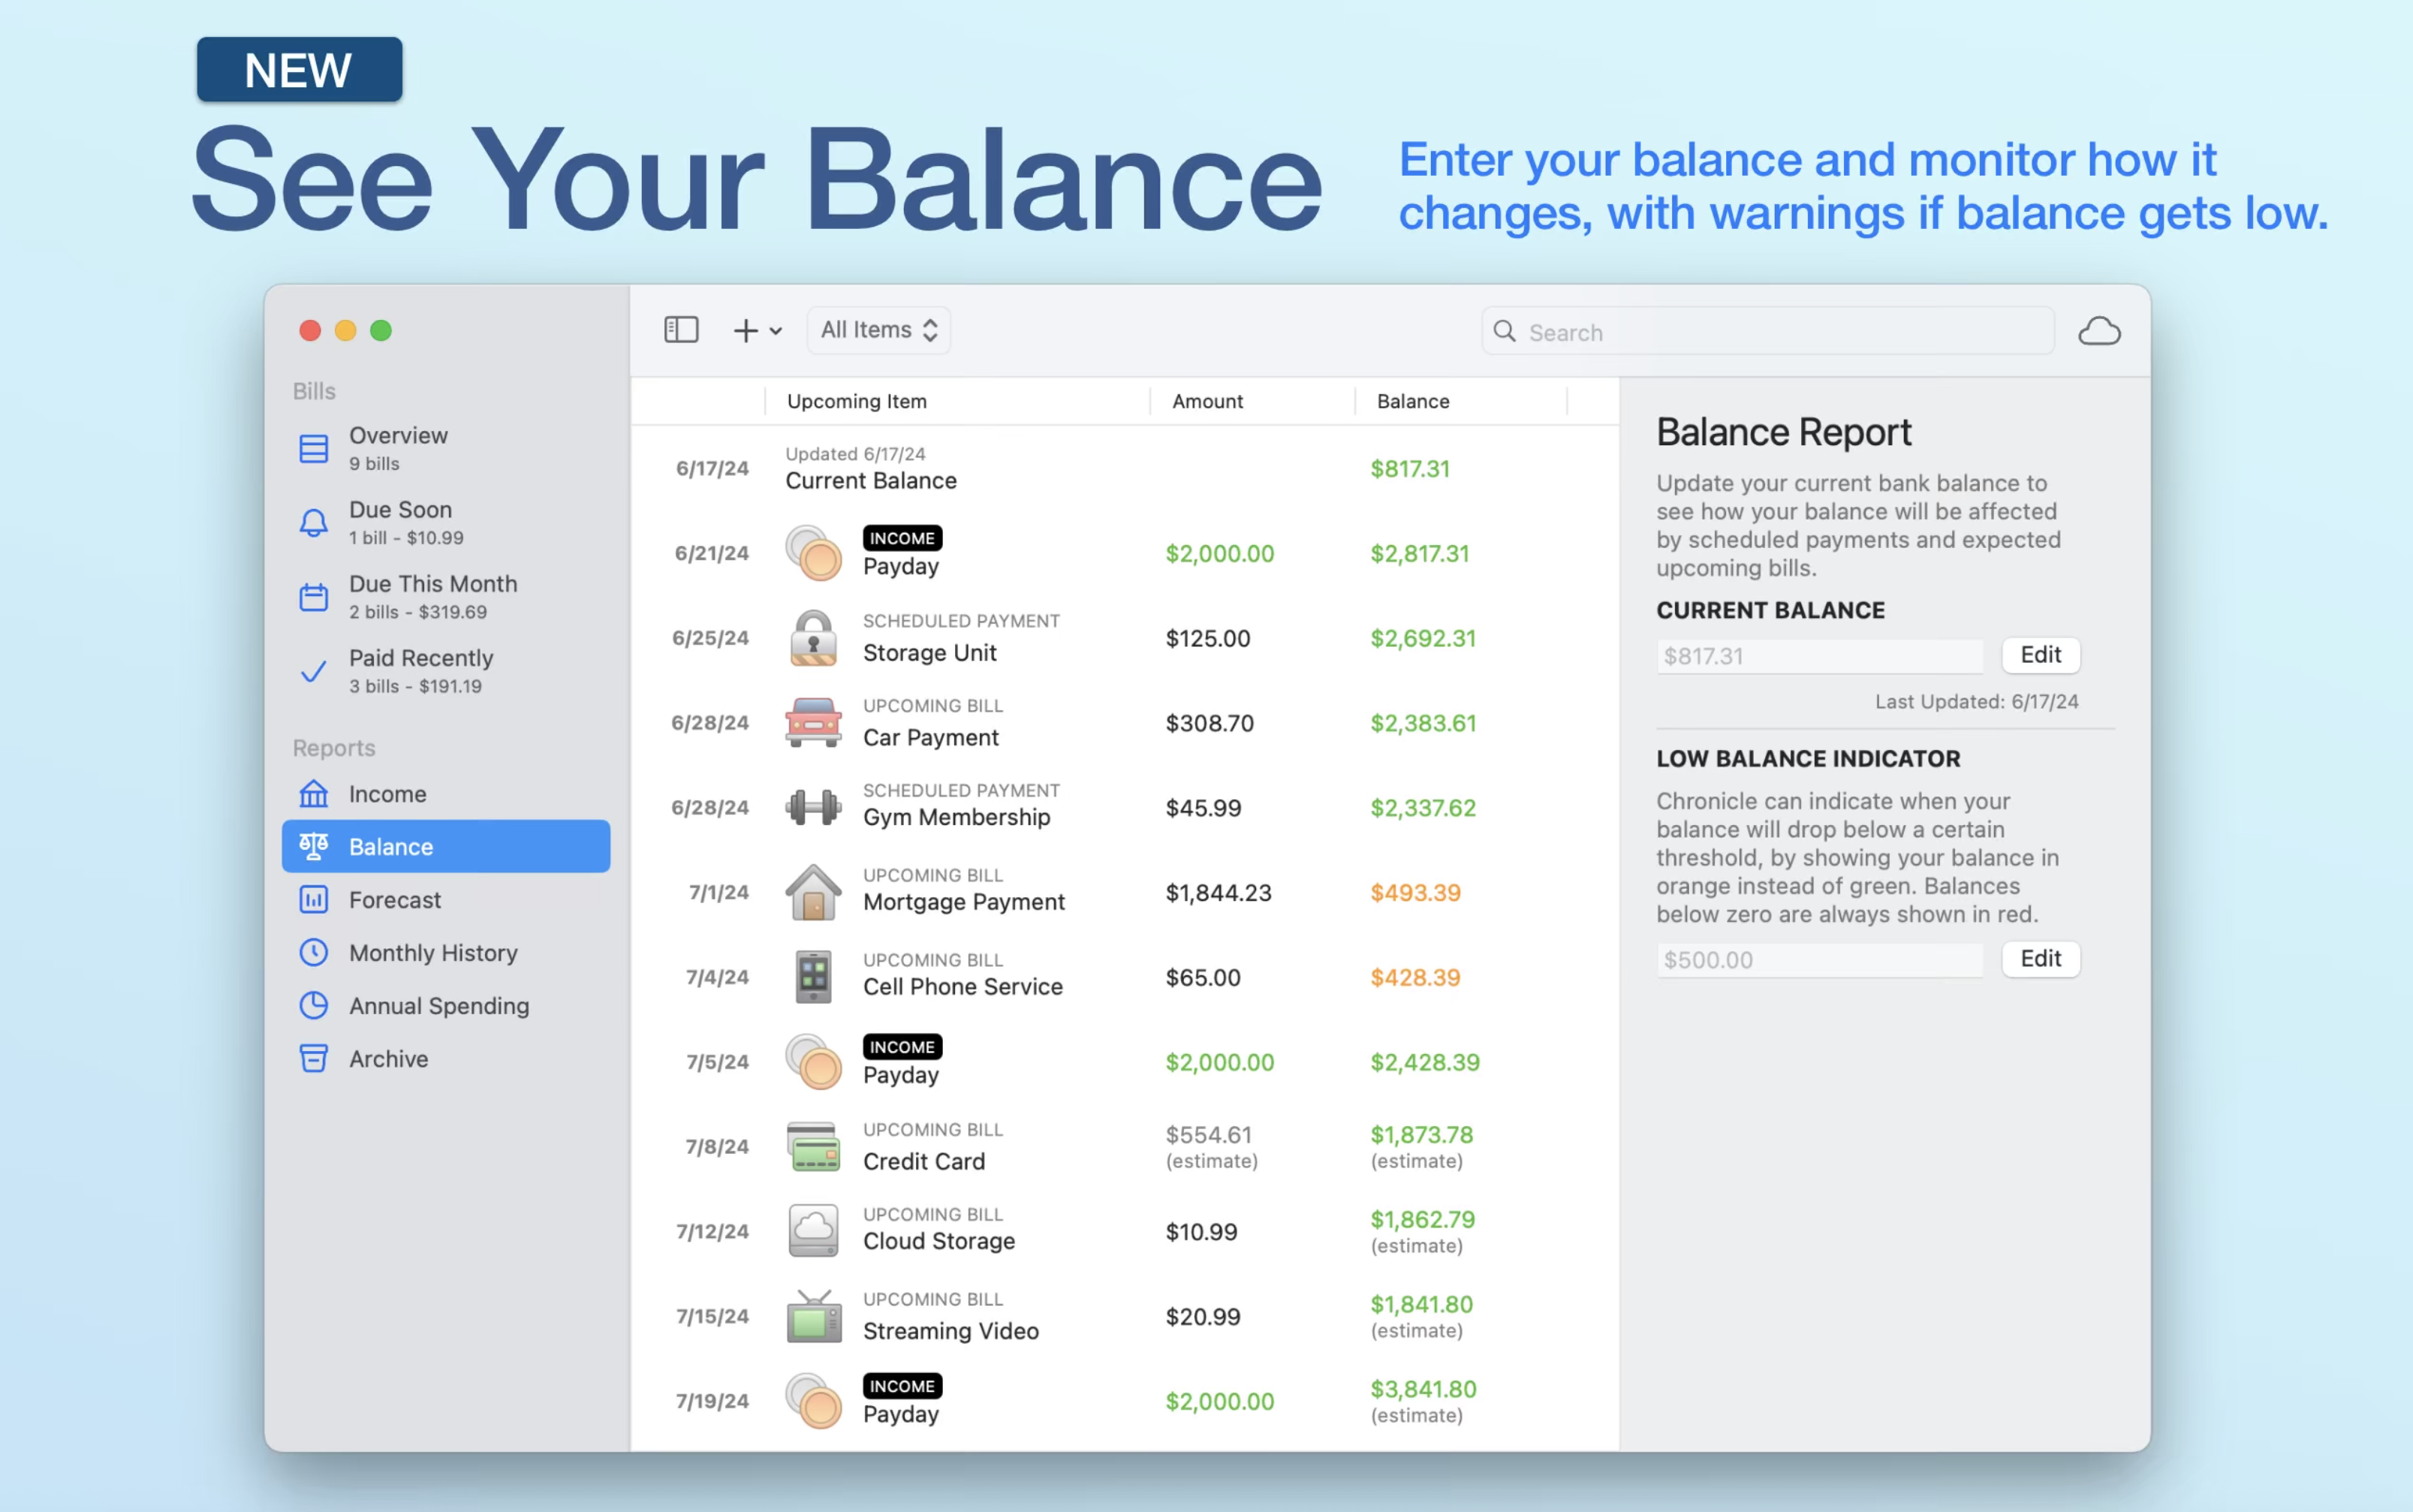 NEW
See Your Balance
Enter your balance and monitor how it
changes, with warnings if balance gets low.
Bills
Overview
9 bills
Due Soon
1 bill - $10.99
Due This Month
2 bills - $319.69
Paid Recently
3 bills - $191.19
Reports
Income
Balance
Forecast
Monthly History
Annual Spending
Archive
All Items
Search
Upcoming Item Amount Balance
6/17/24 Updated 6/17/24
Current Balance $817.31
6/21/24 INCOME
Payday $2,000.00 $2,817.31
6/25/24 SCHEDULED PAYMENT
Storage Unit $125.00 $2,692.31
6/28/24 UPCOMING BILL
Car Payment $308.70 $2,383.61
6/28/24 SCHEDULED PAYMENT
Gym Membership $45.99 $2,337.62
7/1/24 UPCOMING BILL
Mortgage Payment $1,844.23 $493.39
7/4/24 UPCOMING BILL
Cell Phone Service $65.00 $428.39
7/5/24 INCOME
Payday $2,000.00 $2,428.39
7/8/24 UPCOMING BILL $554.61 $1,873.78
Credit Card (estimate) (estimate)
7/12/24 UPCOMING BILL $10.99 $1,862.79
Cloud Storage (estimate)
7/15/24 UPCOMING BILL $20.99 $1,841.80
Streaming Video (estimate)
7/19/24 INCOME $2,000.00 $3,841.80
Payday (estimate)
Balance Report
Update your current bank balance to
see how your balance will be affected
by scheduled payments and expected
upcoming bills.
CURRENT BALANCE
$817.31 Edit
Last Updated: 6/17/24
LOW BALANCE INDICATOR
Chronicle can indicate when your
balance will drop below a certain
threshold, by showing your balance in
orange instead of green. Balances
below zero are always shown in red.
$500.00 Edit